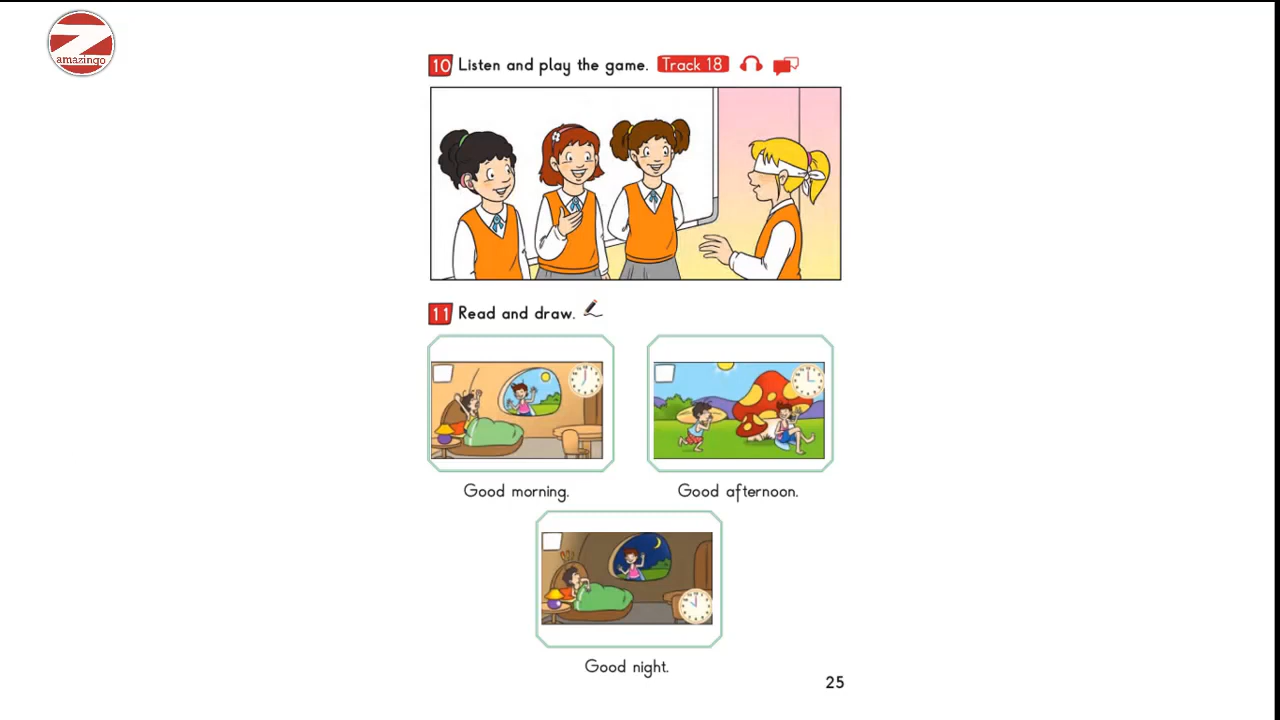 amazingo
10 Listen and play the game. Track 18
11 Read and draw.
Good morning.
Good afternoon.
Good night.
25